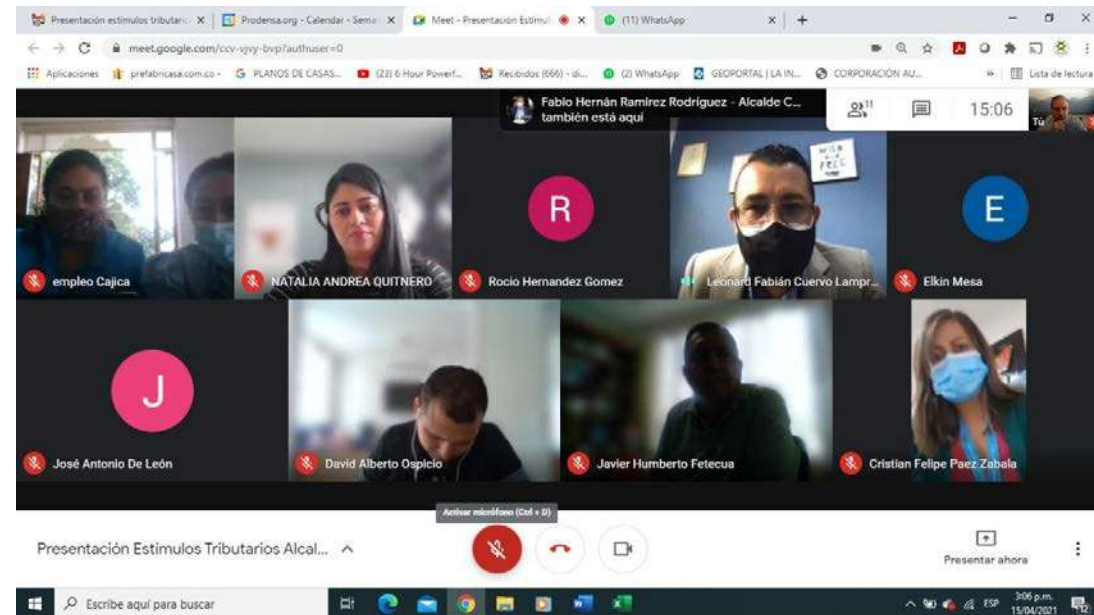 Presentación estimulos tributario
Prodensa.org - Calendar - Sema
Meet - Presentación Estimul
(11) WhatsApp
meet.google.com/ccv-vjvy-bvp?authuser=0
Aplicaciones
prefabricasa.com.co -
PLANOS DE CASAS...
(23) 6 Hour Powerf...
Recibidos (666) - di...
(2) WhatsApp
GEOPORTAL | LA IN...
CORPORACIÓN AU...
»
Lista de lectura
Fabio Hernán Ramirez Rodriguez - Alcalde C...
también está aquí
11
15:06
Tú
WILD
FREE
R
E
empleo Cajica
NATALIA ANDREA QUITNERO
Rocio Hernandez Gomez
Leonard Fabián Cuervo Lampr...
Elkin Mesa
J
José Antonio De León
David Alberto Ospicio
Javier Humberto Fetecua
Cristian Felipe Paez Zabala
Activar micrófono (Ctrl + D)
Presentación Estimulos Tributarios Alcal...
Presentar ahora
Escribe aquí para buscar
ESP
3:06 p.m.
15/04/2021